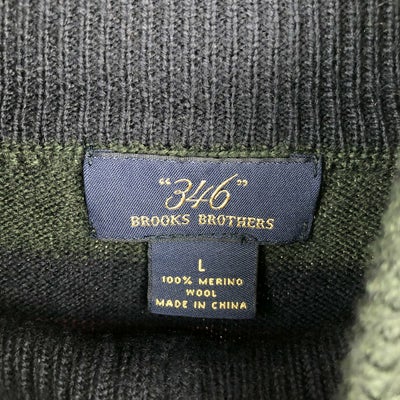 "346"
BROOKS BROTHERS
L
100% MERINO
WOOL
MADE IN CHINA